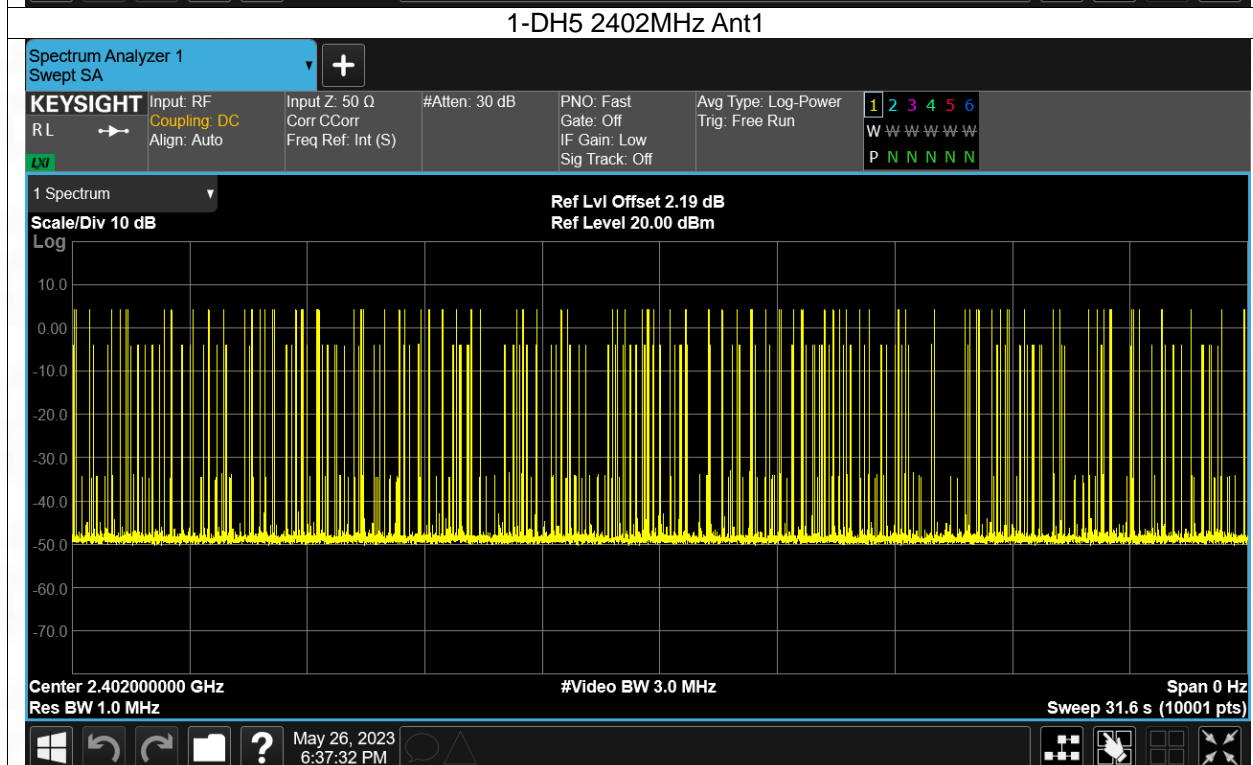 1-DH5 2402MHz Ant1
Spectrum Analyzer 1
Swept SA
KEYSIGHT
RL
LXI
Input: RF
Coupling: DC
Align: Auto
Input Z: 50 Ω
Corr CCorr
Freq Ref: Int (S)
#Atten: 30 dB
PNO: Fast
Gate: Off
IF Gain: Low
Sig Track: Off
Avg Type: Log-Power
Trig: Free Run
1 2 3 4 5 6
W W W W W W
P N N N N N
1 Spectrum
Scale/Div 10 dB
Ref Lvl Offset 2.19 dB
Ref Level 20.00 dBm
Log
10.0
0.00
-10.0
-20.0
-30.0
-40.0
-50.0
-60.0
-70.0
Center 2.402000000 GHz
#Video BW 3.0 MHz
Span 0 Hz
Res BW 1.0 MHz
Sweep 31.6 s (10001 pts)
?
May 26, 2023
6:37:32 PM